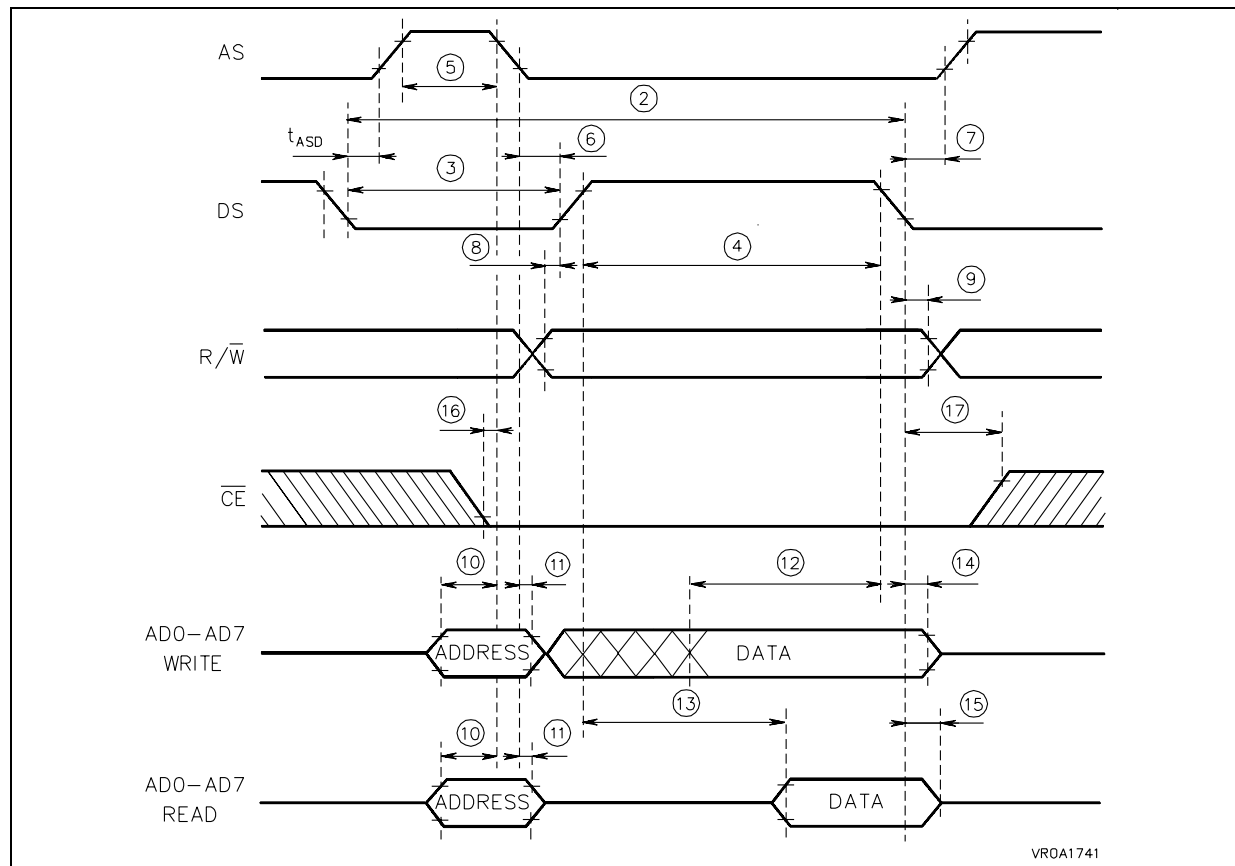 AS
⑤
②
tASD
⑥
⑦
③
DS
⑧
④
⑨
R/W̅
⑯
⑰
C̅E̅
⑩
⑪
⑫
⑭
AD0-AD7
WRITE
ADDRESS
DATA
⑬
⑮
⑩
⑪
AD0-AD7
READ
ADDRESS
DATA
VR0A1741